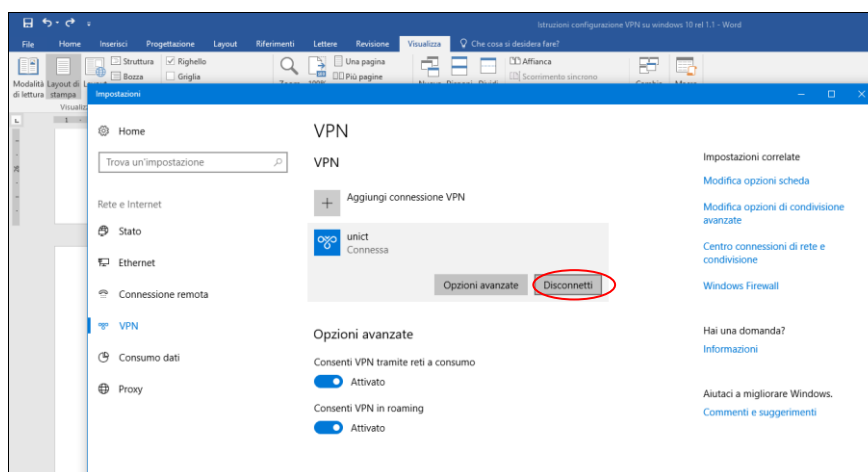 Istruzioni configurazione VPN su windows 10 rel 1.1 - Word
File Home Inserisci Progettazione Layout Riferimenti Lettere Revisione Visualizza Che cosa si desidera fare?
Struttura Righello Una pagina Affianca
Bozza Griglia Più pagine Scorrimento sincrono
Modalità Layout di
di lettura stampa
Impostazioni
Home
Trova un'impostazione
Rete e Internet
Stato
Ethernet
Connessione remota
VPN
Consumo dati
Proxy
VPN
VPN
Aggiungi connessione VPN
unict
Connessa
Opzioni avanzate Disconnetti
Opzioni avanzate
Consenti VPN tramite reti a consumo
Attivato
Consenti VPN in roaming
Attivato
Impostazioni correlate
Modifica opzioni scheda
Modifica opzioni di condivisione
avanzate
Centro connessioni di rete e
condivisione
Windows Firewall
Hai una domanda?
Informazioni
Aiutaci a migliorare Windows.
Commenti e suggerimenti